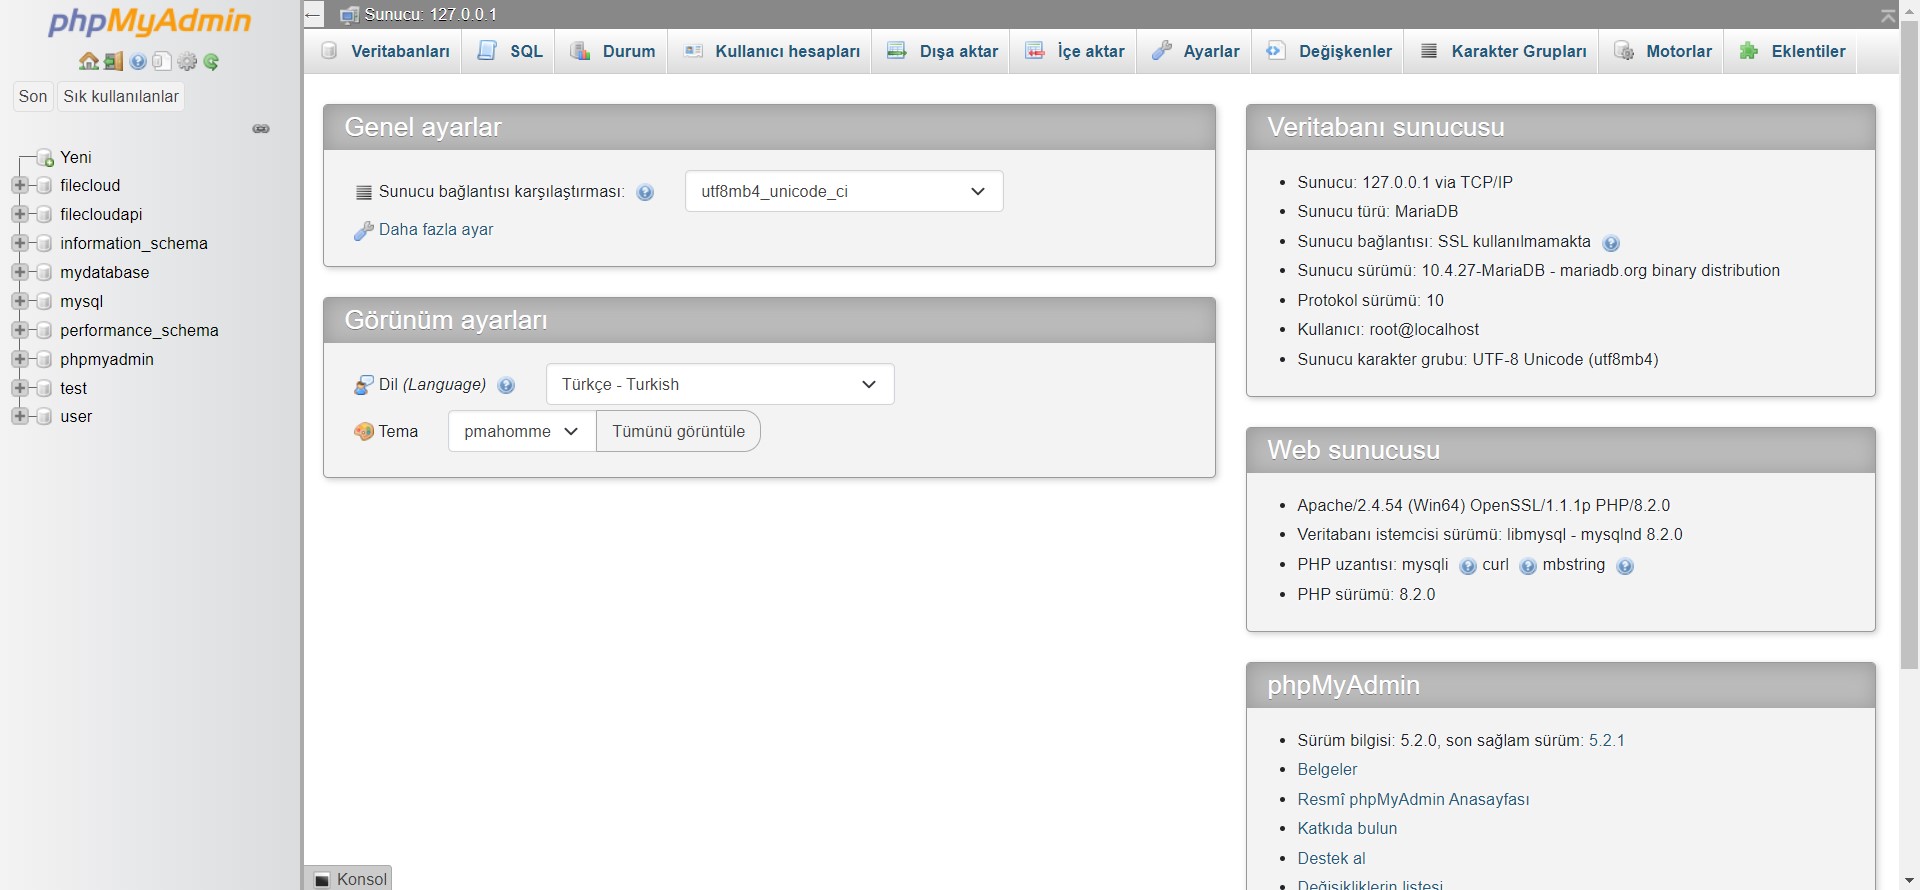 phpMyAdmin
Son Sık kullanılanlar
Yeni
filecloud
filecloudapi
information_schema
mydatabase
mysql
performance_schema
phpmyadmin
test
user
Sunucu: 127.0.0.1
Veritabanları SQL Durum Kullanıcı hesapları Dışa aktar İçe aktar Ayarlar Değişkenler Karakter Grupları Motorlar Eklentiler
Genel ayarlar
Sunucu bağlantısı karşılaştırması: utf8mb4_unicode_ci
Daha fazla ayar
Görünüm ayarları
Dil (Language) Türkçe - Turkish
Tema pmahomme Tümünü görüntüle
Veritabanı sunucusu
Sunucu: 127.0.0.1 via TCP/IP
Sunucu türü: MariaDB
Sunucu bağlantısı: SSL kullanılmamakta
Sunucu sürümü: 10.4.27-MariaDB - mariadb.org binary distribution
Protokol sürümü: 10
Kullanıcı: root@localhost
Sunucu karakter grubu: UTF-8 Unicode (utf8mb4)
Web sunucusu
Apache/2.4.54 (Win64) OpenSSL/1.1.1p PHP/8.2.0
Veritabanı istemcisi sürümü: libmysql - mysqlnd 8.2.0
PHP uzantısı: mysqli curl mbstring
PHP sürümü: 8.2.0
phpMyAdmin
Sürüm bilgisi: 5.2.0, son sağlam sürüm: 5.2.1
Belgeler
Resmî phpMyAdmin Anasayfası
Katkıda bulun
Destek al
Değişikliklerin listesi
Konsol